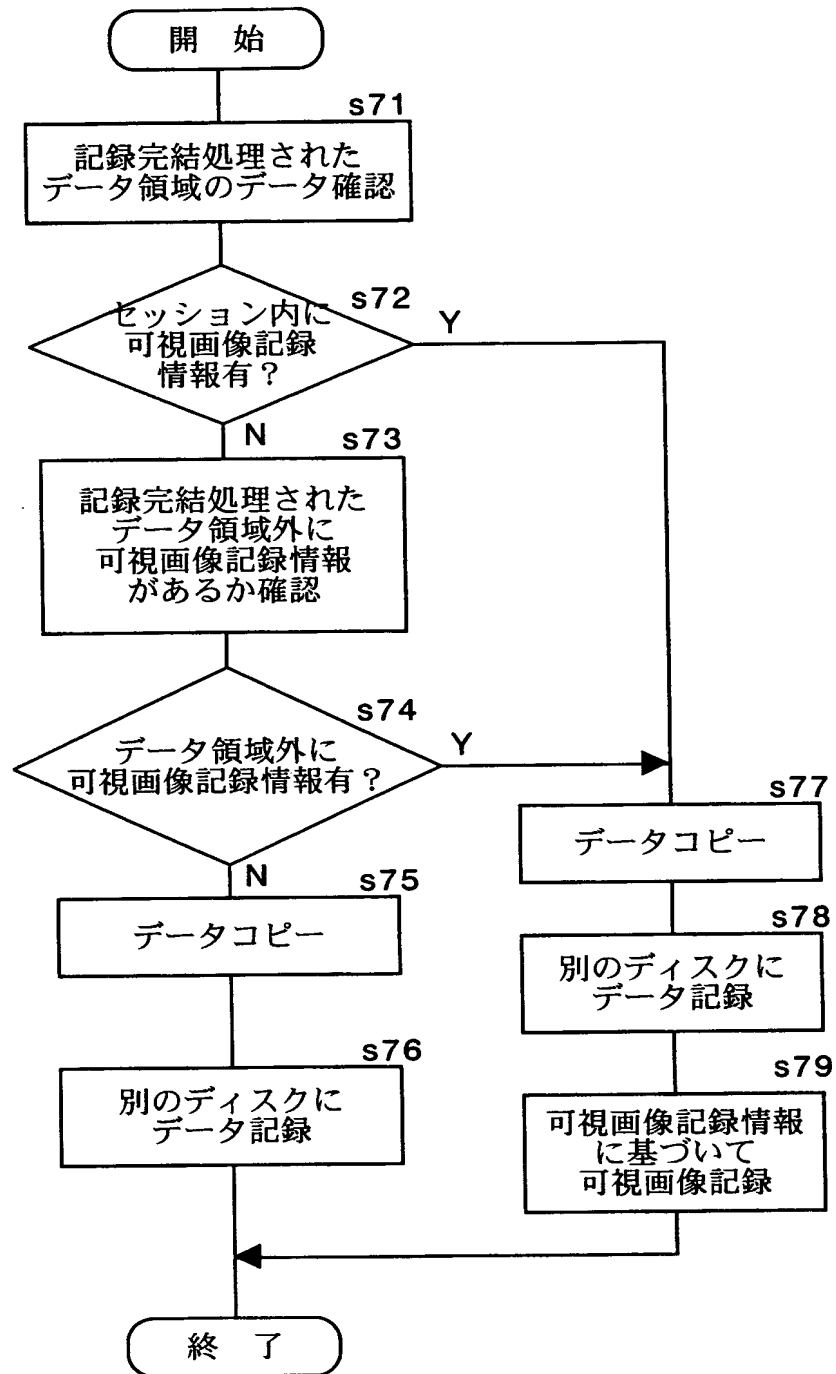 開 始
s71
記録完結処理された
データ領域のデータ確認
s72
セッション内に
可視画像記録
情報有？
Y
N
s73
記録完結処理された
データ領域外に
可視画像記録情報
があるか確認
s74
データ領域外に
可視画像記録情報有？
Y
N
s75
データコピー
s76
別のディスクに
データ記録
s77
データコピー
s78
別のディスクに
データ記録
s79
可視画像記録情報
に基づいて
可視画像記録
終 了